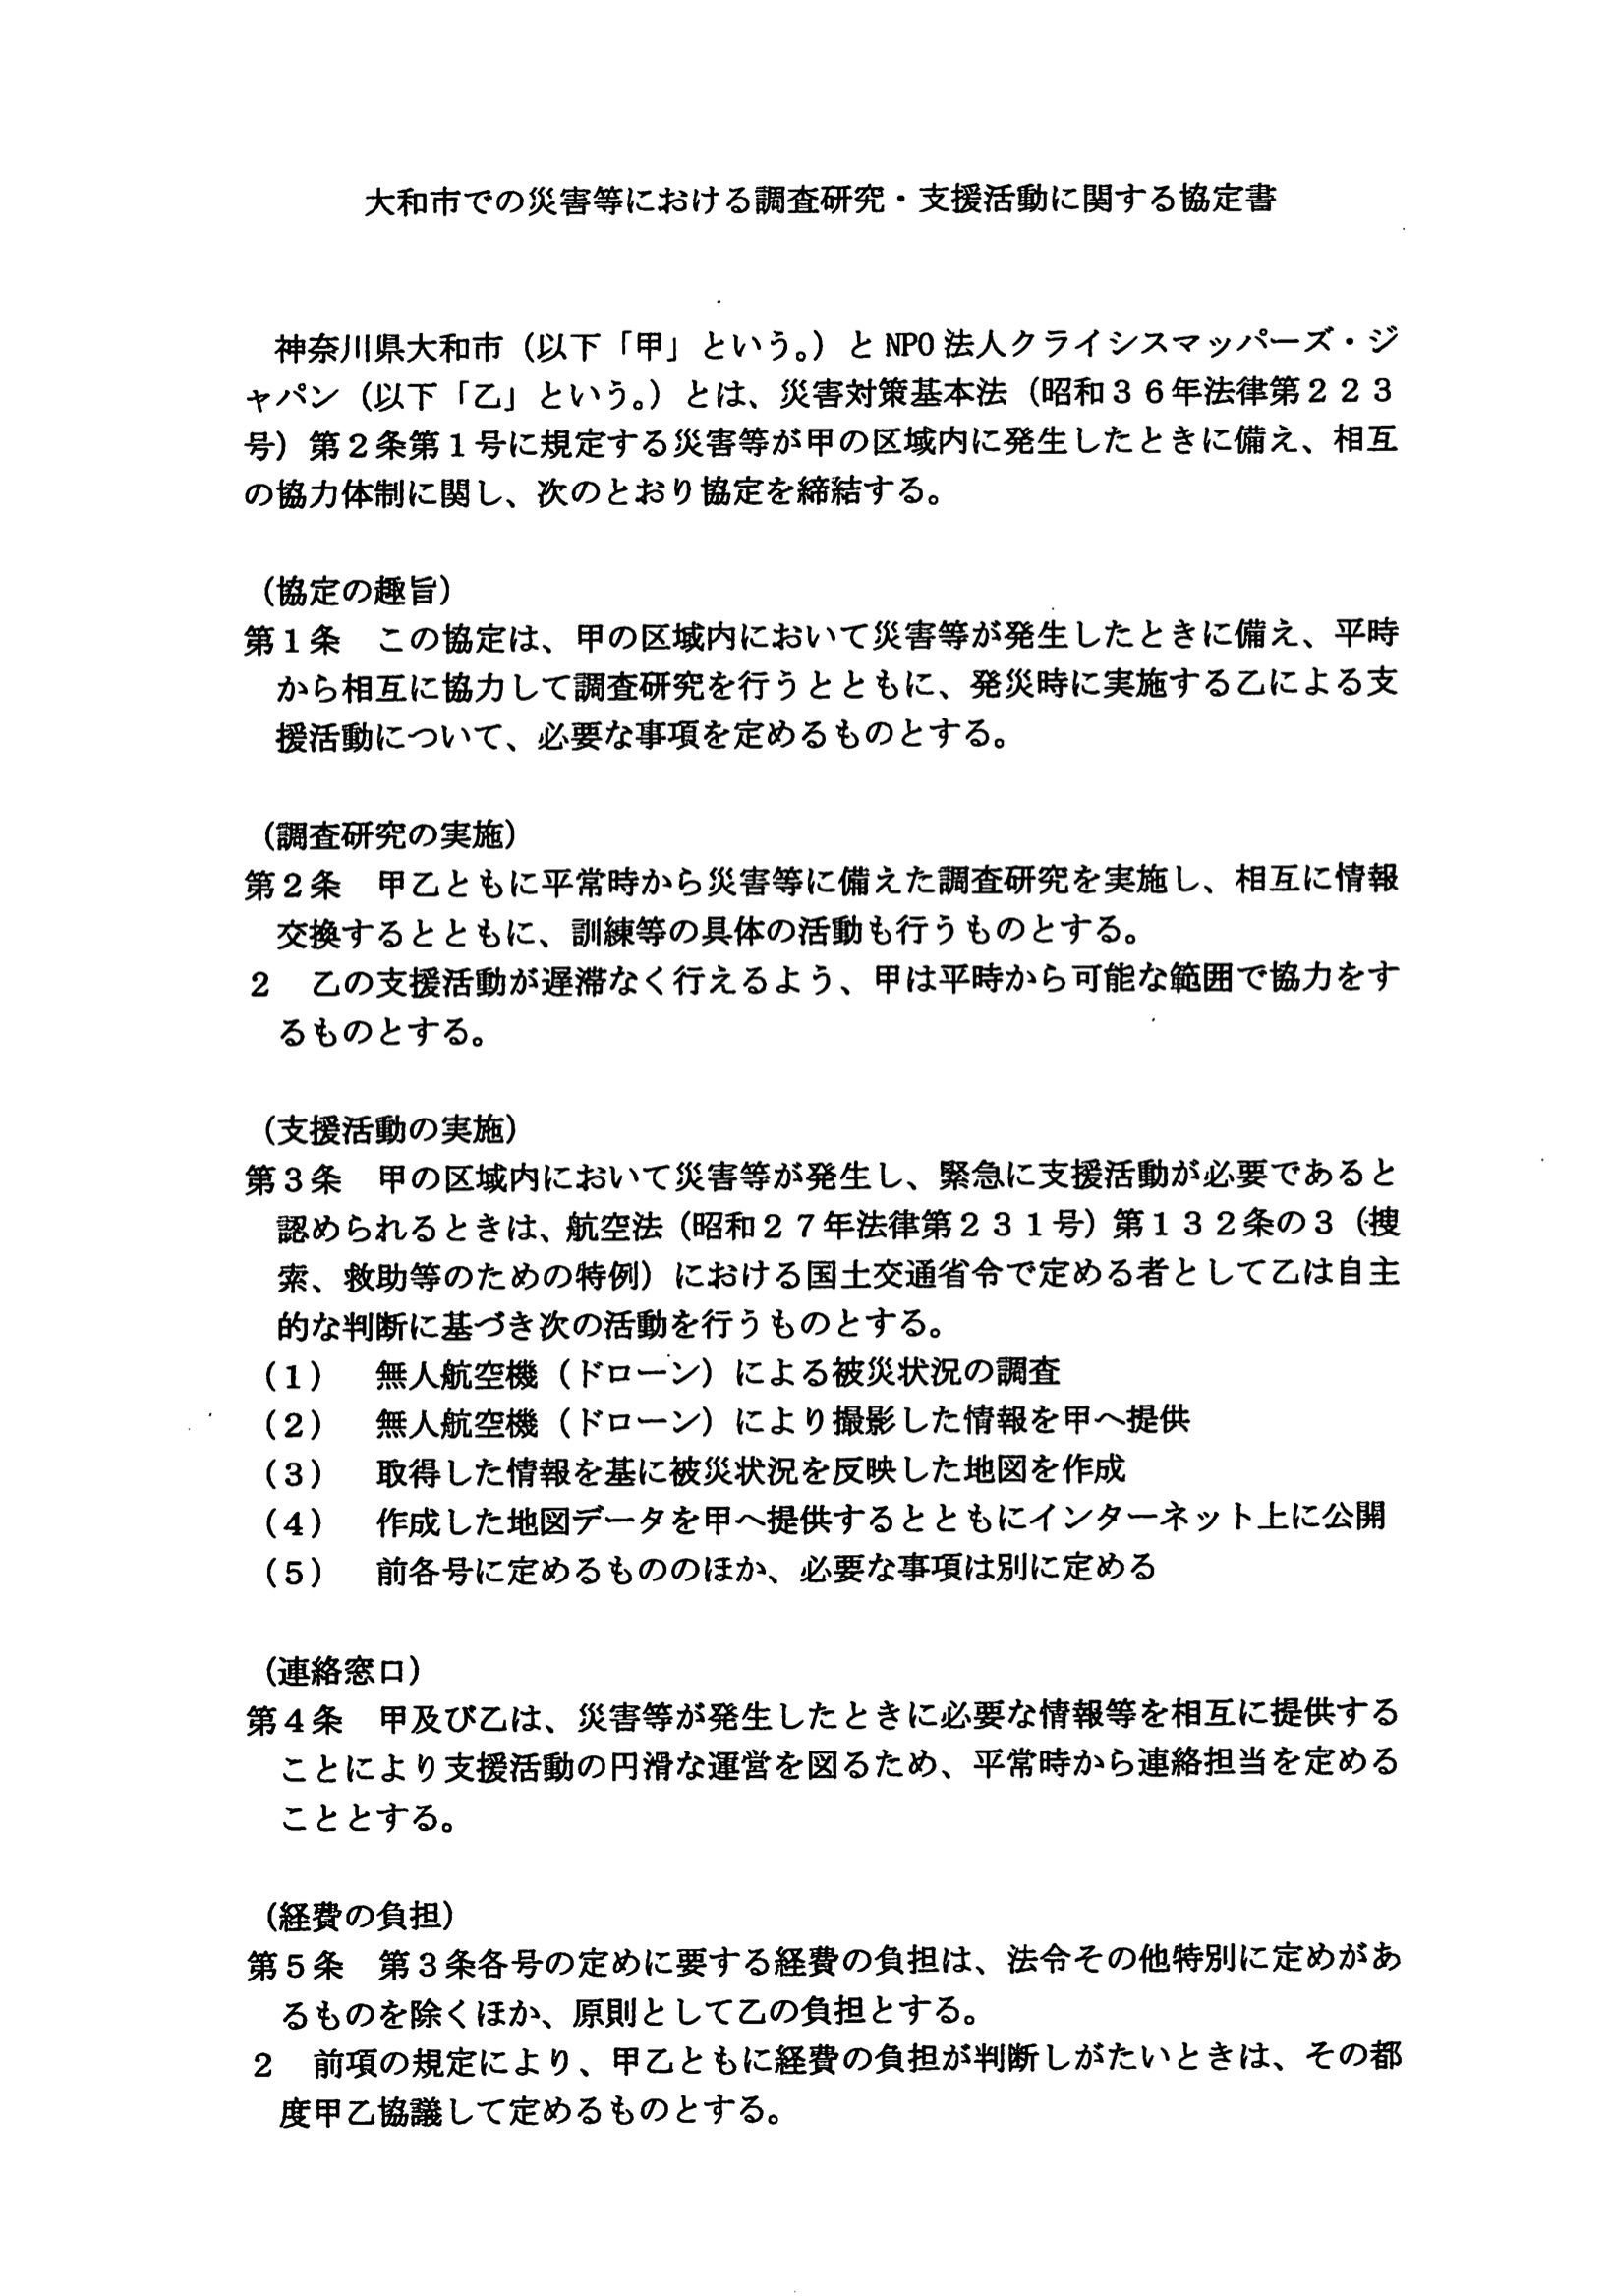 大和市での災害等における調査研究・支援活動に関する協定書
神奈川県大和市（以下「甲」という。）とNPO法人クライシスマッパーズ・ジ
ャパン（以下「乙」という。）とは、災害対策基本法（昭和３６年法律第２２３
号）第２条第１号に規定する災害等が甲の区域内に発生したときに備え、相互
の協力体制に関し、次のとおり協定を締結する。
（協定の趣旨）
第１条　この協定は、甲の区域内において災害等が発生したときに備え、平時
から相互に協力して調査研究を行うとともに、発災時に実施する乙による支
援活動について、必要な事項を定めるものとする。
（調査研究の実施）
第２条　甲乙ともに平常時から災害等に備えた調査研究を実施し、相互に情報
交換するとともに、訓練等の具体の活動も行うものとする。
２　乙の支援活動が遅滞なく行えるよう、甲は平時から可能な範囲で協力をす
るものとする。
（支援活動の実施）
第３条　甲の区域内において災害等が発生し、緊急に支援活動が必要であると
認められるときは、航空法（昭和２７年法律第２３１号）第１３２条の３（捜
索、救助等のための特例）における国土交通省令で定める者として乙は自主
的な判断に基づき次の活動を行うものとする。
（１）　無人航空機（ドローン）による被災状況の調査
（２）　無人航空機（ドローン）により撮影した情報を甲へ提供
（３）　取得した情報を基に被災状況を反映した地図を作成
（４）　作成した地図データを甲へ提供するとともにインターネット上に公開
（５）　前各号に定めるもののほか、必要な事項は別に定める
（連絡窓口）
第４条　甲及び乙は、災害等が発生したときに必要な情報等を相互に提供する
ことにより支援活動の円滑な運営を図るため、平常時から連絡担当を定める
こととする。
（経費の負担）
第５条　第３条各号の定めに要する経費の負担は、法令その他特別に定めがあ
るものを除くほか、原則として乙の負担とする。
２　前項の規定により、甲乙ともに経費の負担が判断しがたいときは、その都
度甲乙協議して定めるものとする。